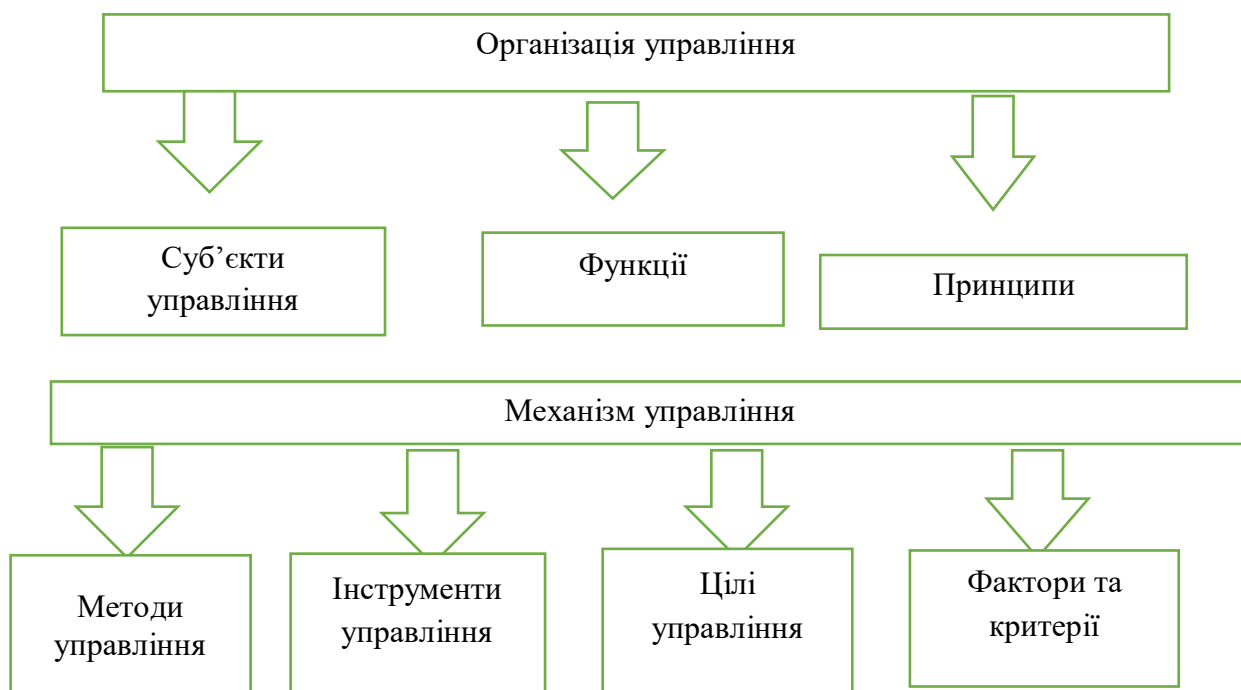 Організація управління
Суб’єкти
управління
Функції
Принципи
Механізм управління
Методи
управління
Інструменти
управління
Цілі
управління
Фактори та
критерії